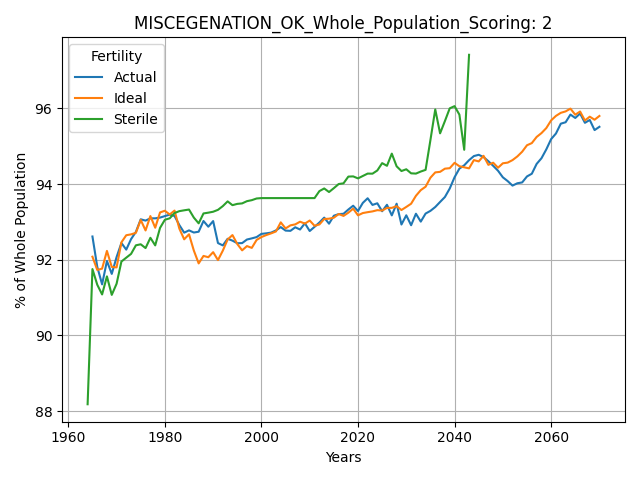 MISCEGENATION_OK_Whole_Population_Scoring: 2
Fertility
Actual
Ideal
Sterile
% of Whole Population
96
94
92
90
88
1960
1980
2000
2020
2040
2060
Years